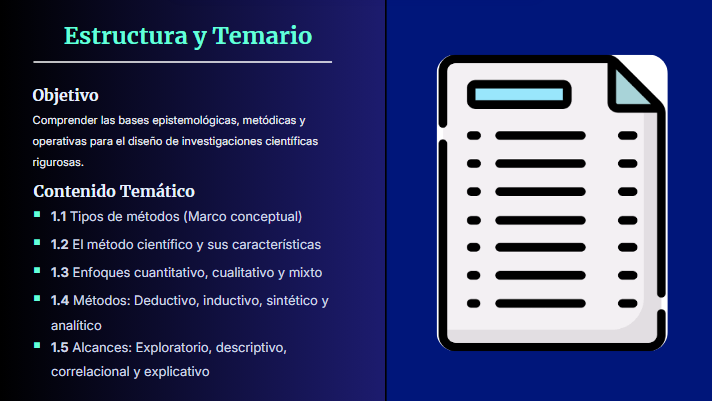 Estructura y Temario
Objetivo
Comprender las bases epistemológicas, metódicas y
operativas para el diseño de investigaciones científicas
rigurosas.
Contenido Temático
1.1 Tipos de métodos (Marco conceptual)
1.2 El método científico y sus características
1.3 Enfoques cuantitativo, cualitativo y mixto
1.4 Métodos: Deductivo, inductivo, sintético y
analítico
1.5 Alcances: Exploratorio, descriptivo,
correlacional y explicativo